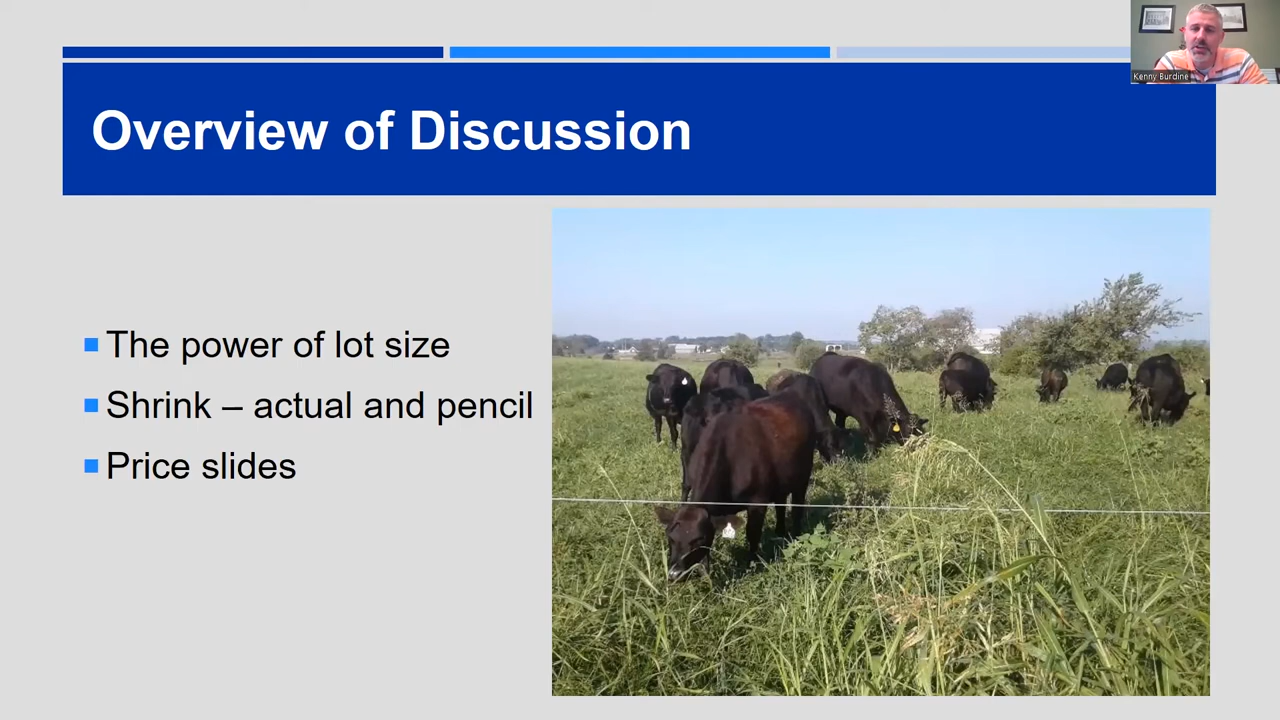 Kenny Burdine
Overview of Discussion
The power of lot size
Shrink – actual and pencil
Price slides